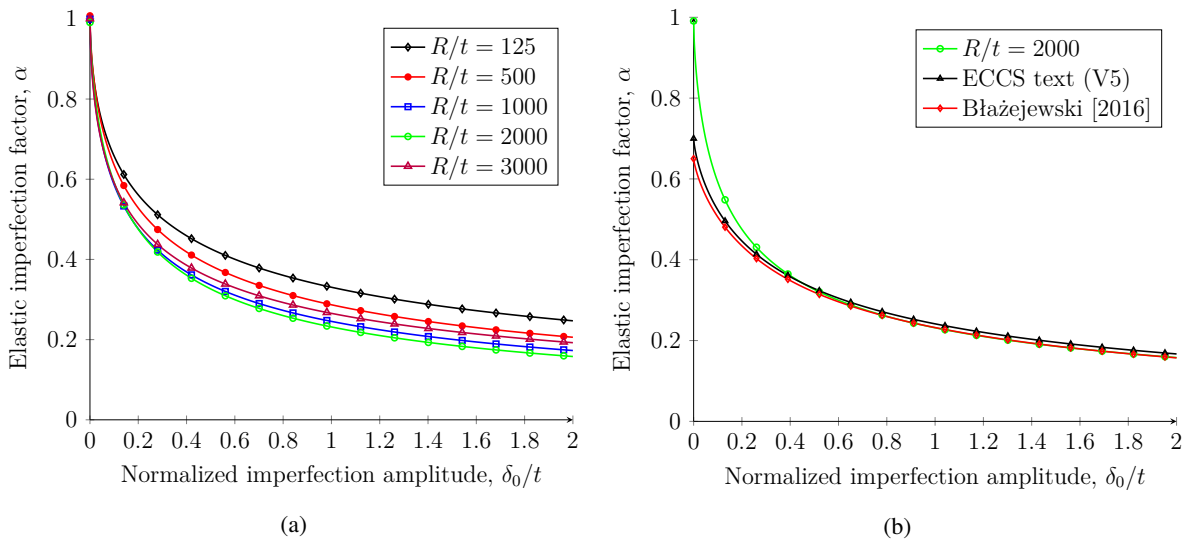 1
0.8
0.6
0.4
0.2
0
Elastic imperfection factor, α
R/t = 125
R/t = 500
R/t = 1000
R/t = 2000
R/t = 3000
0 0.2 0.4 0.6 0.8 1 1.2 1.4 1.6 1.8 2
Normalized imperfection amplitude, δ₀/t
(a)
1
0.8
0.6
0.4
0.2
0
Elastic imperfection factor, α
R/t = 2000
ECCS text (V5)
Błażejewski [2016]
0 0.2 0.4 0.6 0.8 1 1.2 1.4 1.6 1.8 2
Normalized imperfection amplitude, δ₀/t
(b)